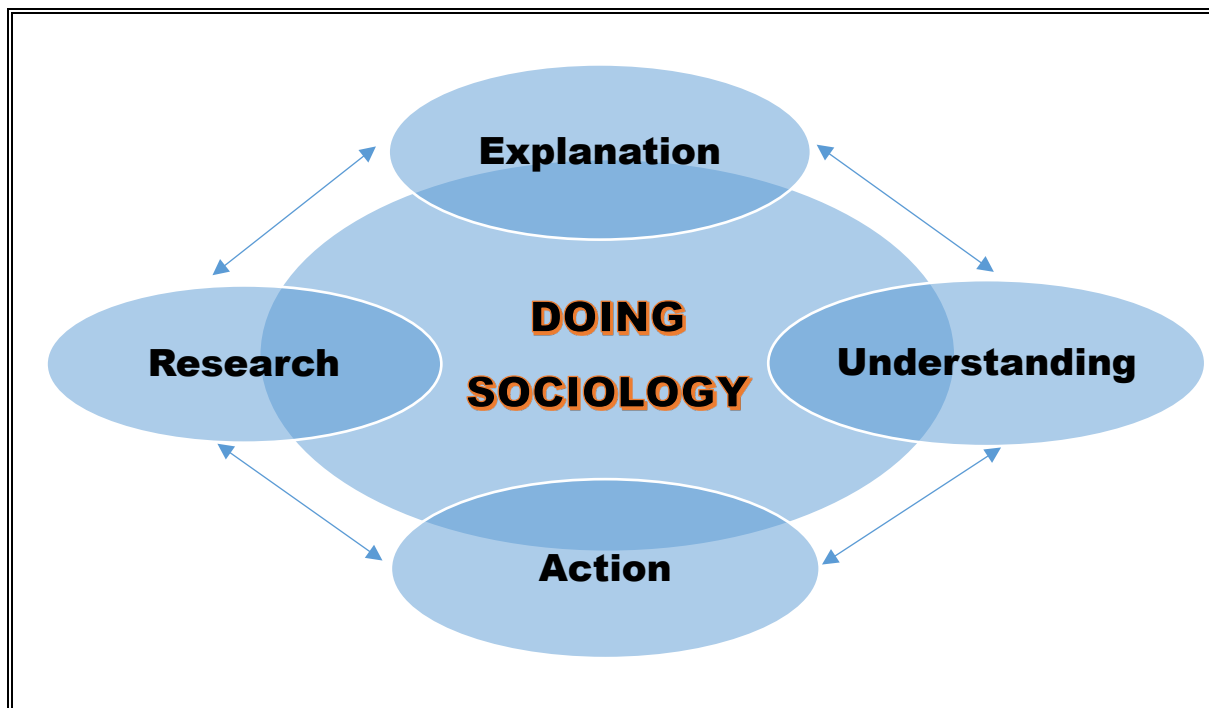 Explanation
DOING
SOCIOLOGY
Research
Understanding
Action